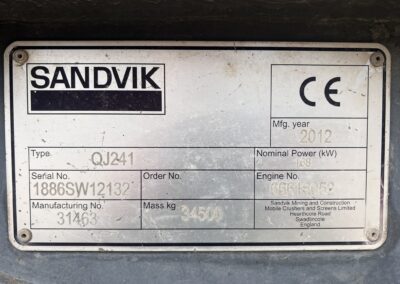 SANDVIK
CE
Mfg. year
2012
Type QJ241
Nominal Power (kW)
Serial No.
1886SW12132
Order No.
Engine No.
Manufacturing No.
31463
Mass kg
34500
Sandvik Mining and Construction
Mobile Crushers and Screens Limited
Hearthcote Road
Swadlincote
England